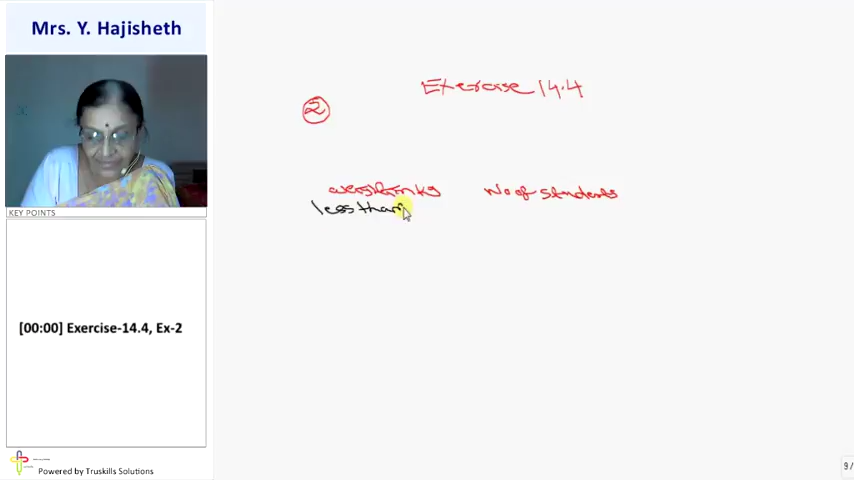 Mrs. Y. Hajisheth
KEY POINTS
[00:00] Exercise-14.4, Ex-2
Powered by Truskills Solutions
Exercise 14.4
2
weight in kg
No of students
less than
9/